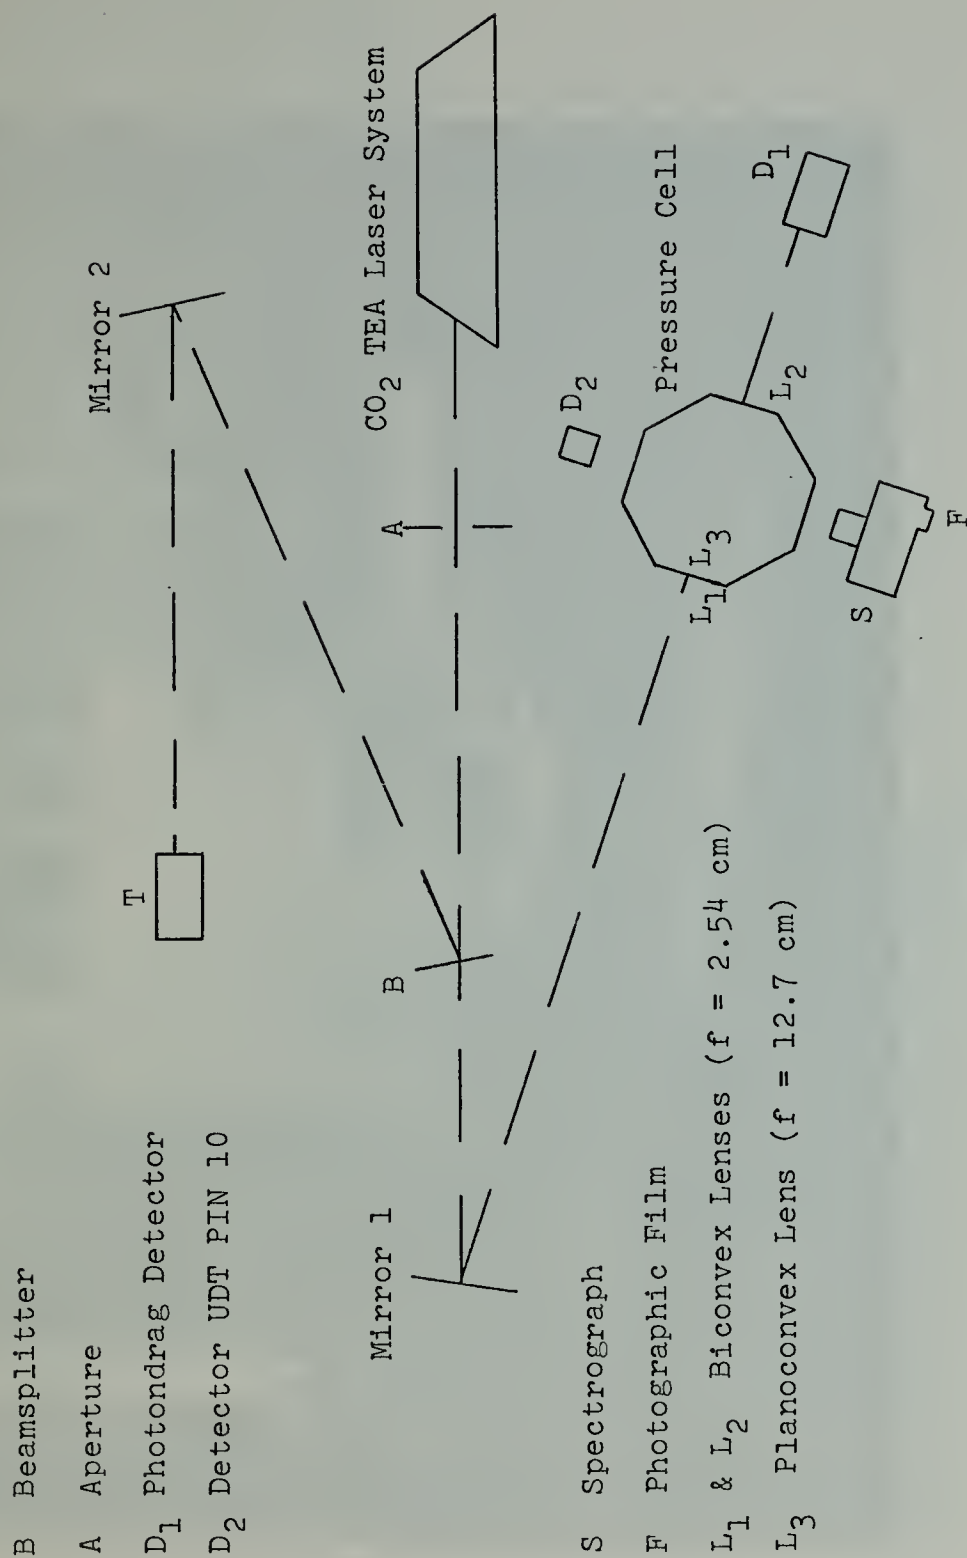 B Beamsplitter
A Aperture
D₁ Photondrag Detector
D₂ Detector UDT PIN 10
Mirror 2
T
CO₂ TEA Laser System
A
B
Mirror 1
D₂
Pressure Cell
D₁
L₁
L₃
L₂
S
F
S Spectrograph
F Photographic Film
L₁ & L₂ Biconvex Lenses (f = 2.54 cm)
L₃ Planoconvex Lens (f = 12.7 cm)